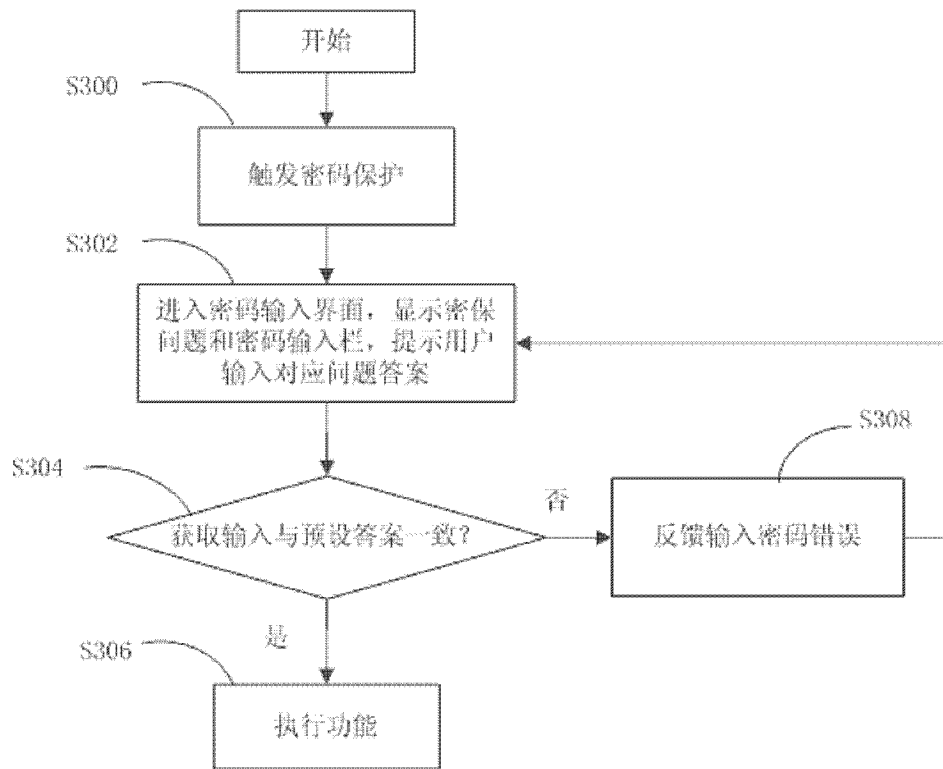 开始
S300
触发密码保护
S302
进入密码输入界面，显示密保
问题和密码输入栏，提示用户
输入对应问题答案
S308
S304
否
获取输入与预设答案一致?
反馈输入密码错误
是
S306
执行功能